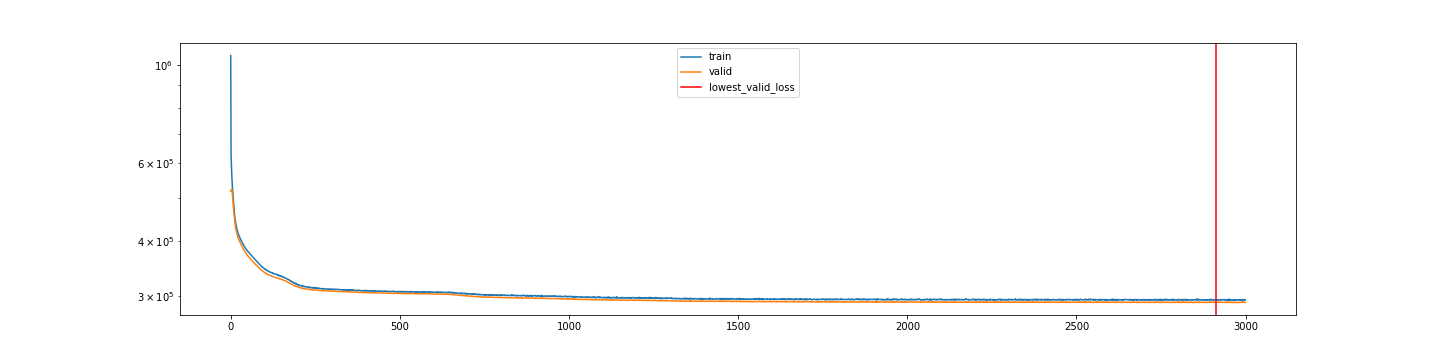 train
valid
lowest_valid_loss
10⁶
6 × 10⁵
4 × 10⁵
3 × 10⁵
0 500 1000 1500 2000 2500 3000